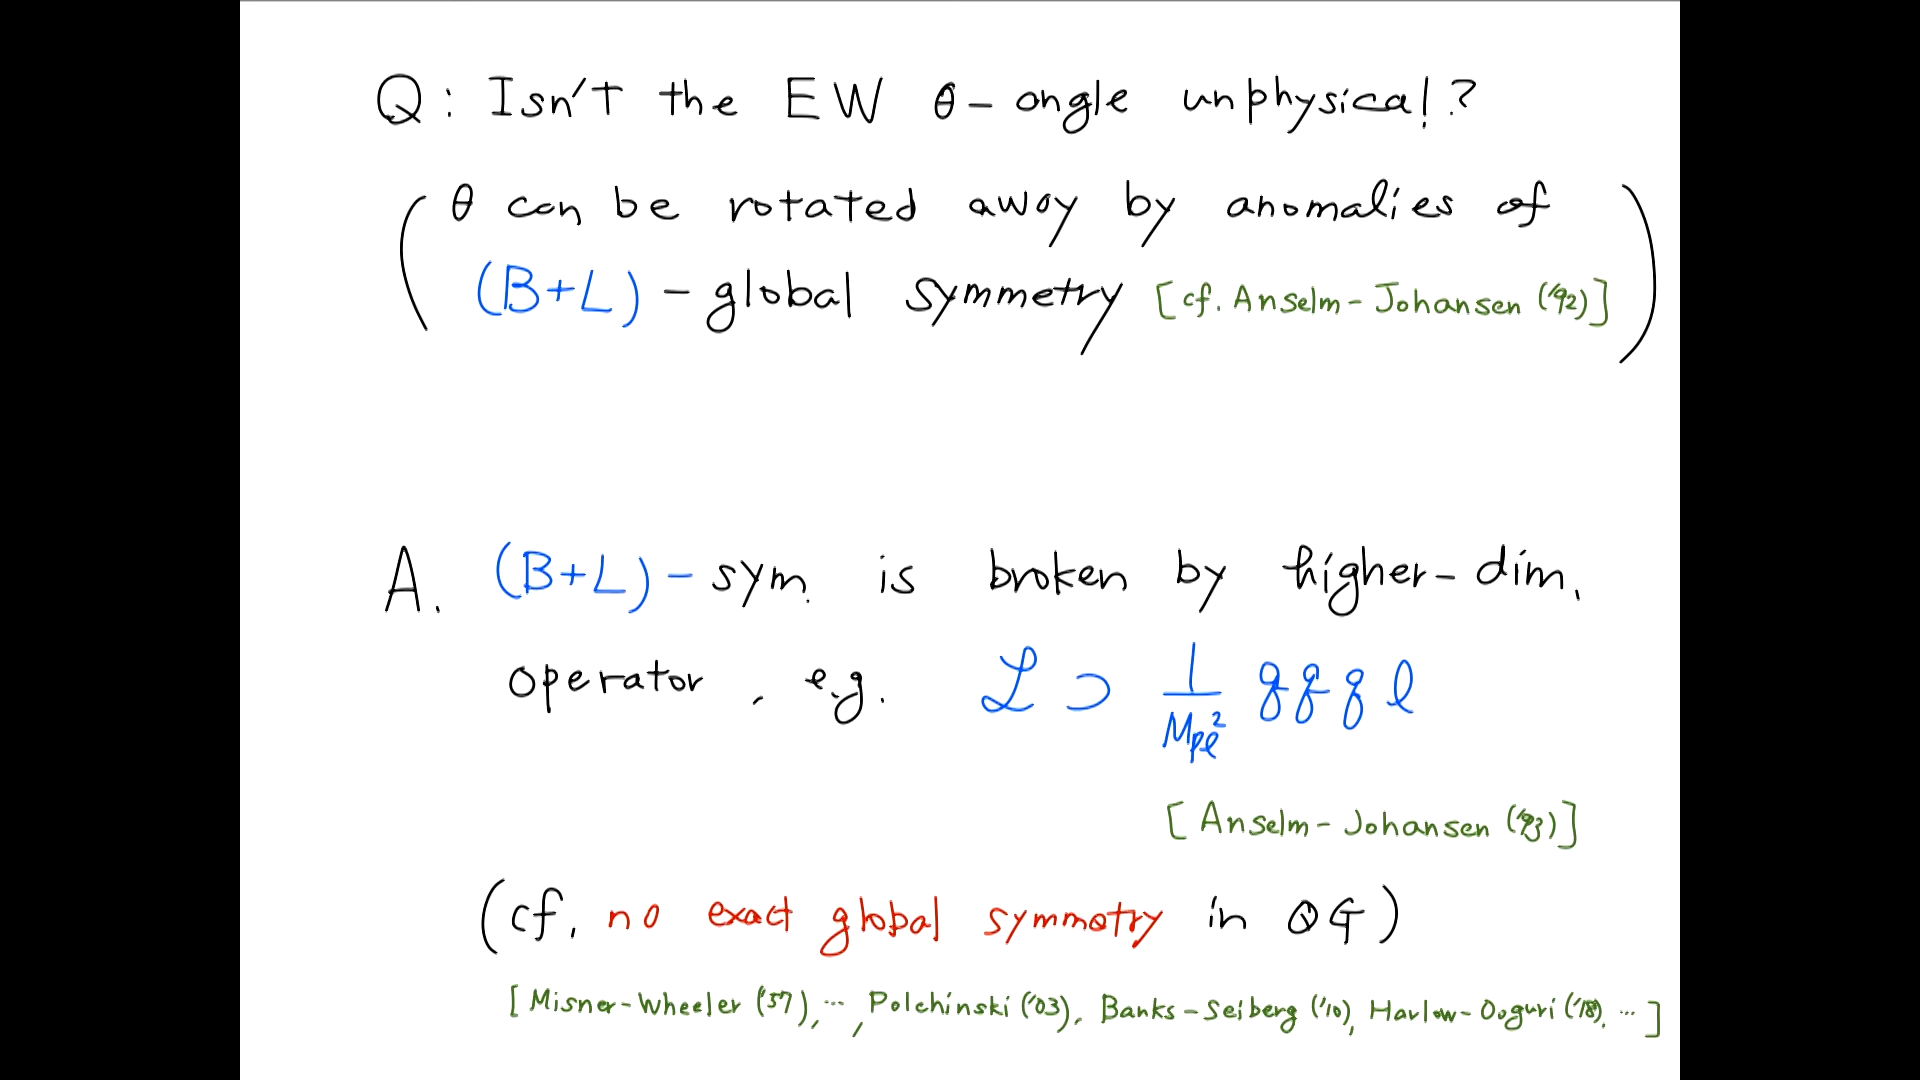 Q: Isn't the EW θ-angle unphysical!?
(θ can be rotated away by anomalies of
(B+L)-global symmetry [cf. Anselm-Johansen ('92)])
A. (B+L)-sym. is broken by higher-dim.
operator, e.g. ℒ ⊃ 1/M_pl^2 qqql
[Anselm-Johansen ('93)]
(cf, no exact global symmetry in QG)
[Misner-Wheeler ('57), ..., Polchinski ('03), Banks-Seiberg ('10), Harlow-Ooguri ('18), ...]